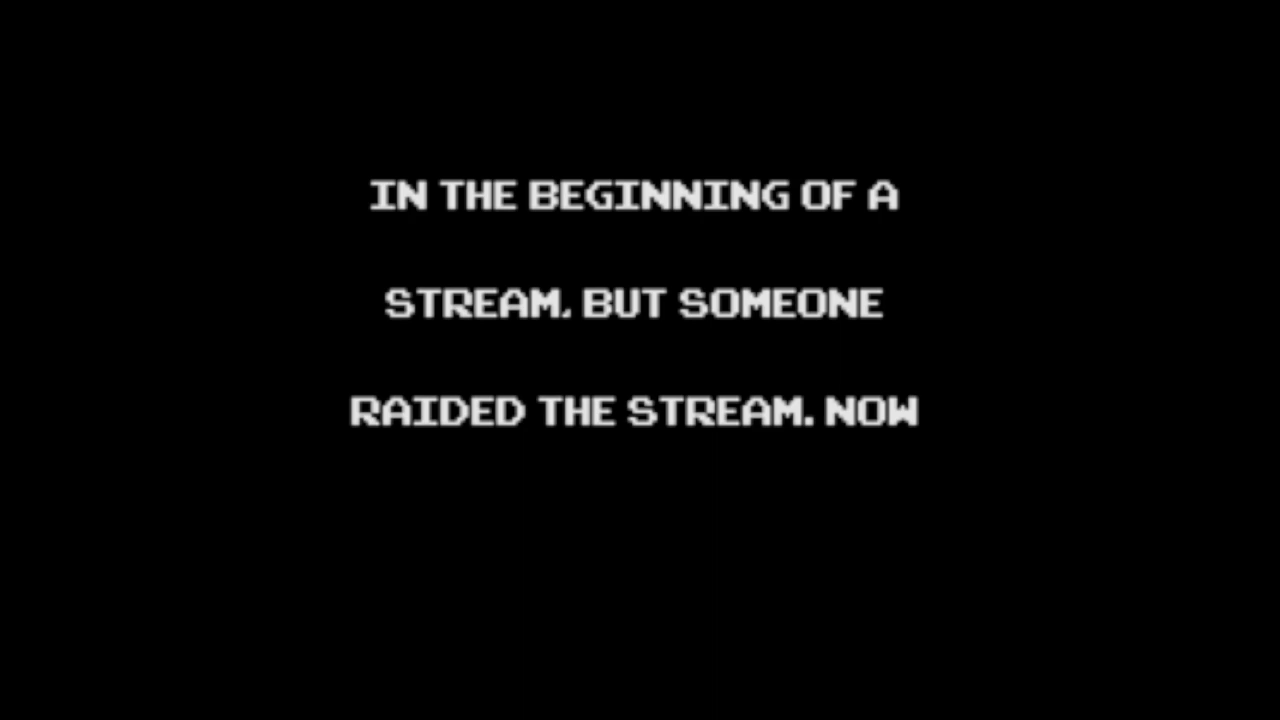 IN THE BEGINNING OF A
STREAM, BUT SOMEONE
RAIDED THE STREAM. NOW